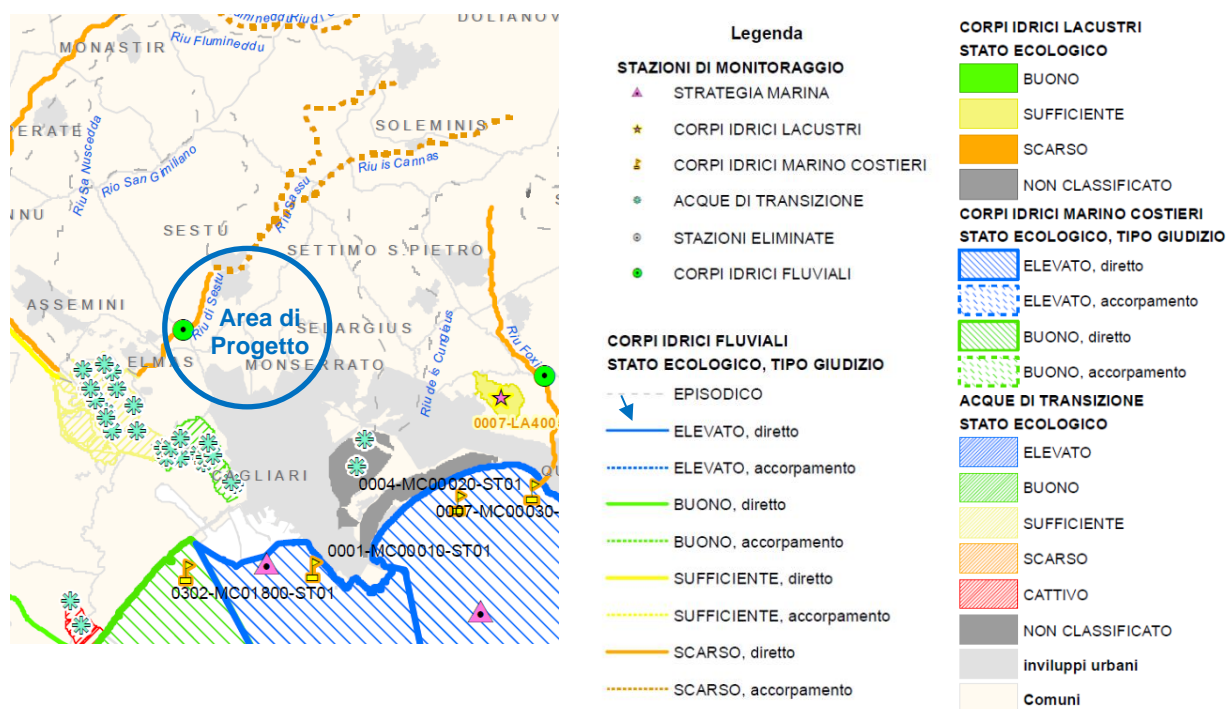 DOLIANOV
Riu Flumineddu
MONASTIR
SOLEMINIS
Riu Sa Nuscedda
Rio San Gimiliano
Riu is Cannas
Riu Sassu
NNU
SESTU
SETTIMO S.PIETRO
ASSEMINI
Riu di Sestu
Area di
Progetto
SELARGIUS
ELMAS
MONSERRATO
Riu Foxi
0007-LA400
CAGLIARI
0004-MC00020-ST01
QU
0007-MC00030-
0001-MC00010-ST01
0302-MC01800-ST01
Legenda
STAZIONI DI MONITORAGGIO
STRATEGIA MARINA
CORPI IDRICI LACUSTRI
CORPI IDRICI MARINO COSTIERI
ACQUE DI TRANSIZIONE
STAZIONI ELIMINATE
CORPI IDRICI FLUVIALI
CORPI IDRICI FLUVIALI
STATO ECOLOGICO, TIPO GIUDIZIO
EPISODICO
ELEVATO, diretto
ELEVATO, accorpamento
BUONO, diretto
BUONO, accorpamento
SUFFICIENTE, diretto
SUFFICIENTE, accorpamento
SCARSO, diretto
SCARSO, accorpamento
CORPI IDRICI LACUSTRI
STATO ECOLOGICO
BUONO
SUFFICIENTE
SCARSO
NON CLASSIFICATO
CORPI IDRICI MARINO COSTIERI
STATO ECOLOGICO, TIPO GIUDIZIO
ELEVATO, diretto
ELEVATO, accorpamento
BUONO, diretto
BUONO, accorpamento
ACQUE DI TRANSIZIONE
STATO ECOLOGICO
ELEVATO
BUONO
SUFFICIENTE
SCARSO
CATTIVO
NON CLASSIFICATO
inviluppi urbani
Comuni